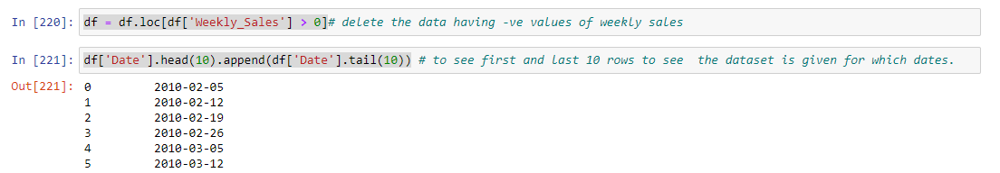 In [220]: df = df.loc[df['Weekly_Sales'] > 0]# delete the data having -ve values of weekly sales
In [221]: df['Date'].head(10).append(df['Date'].tail(10)) # to see first and last 10 rows to see  the dataset is given for which dates.
Out[221]: 0         2010-02-05
1         2010-02-12
2         2010-02-19
3         2010-02-26
4         2010-03-05
5         2010-03-12